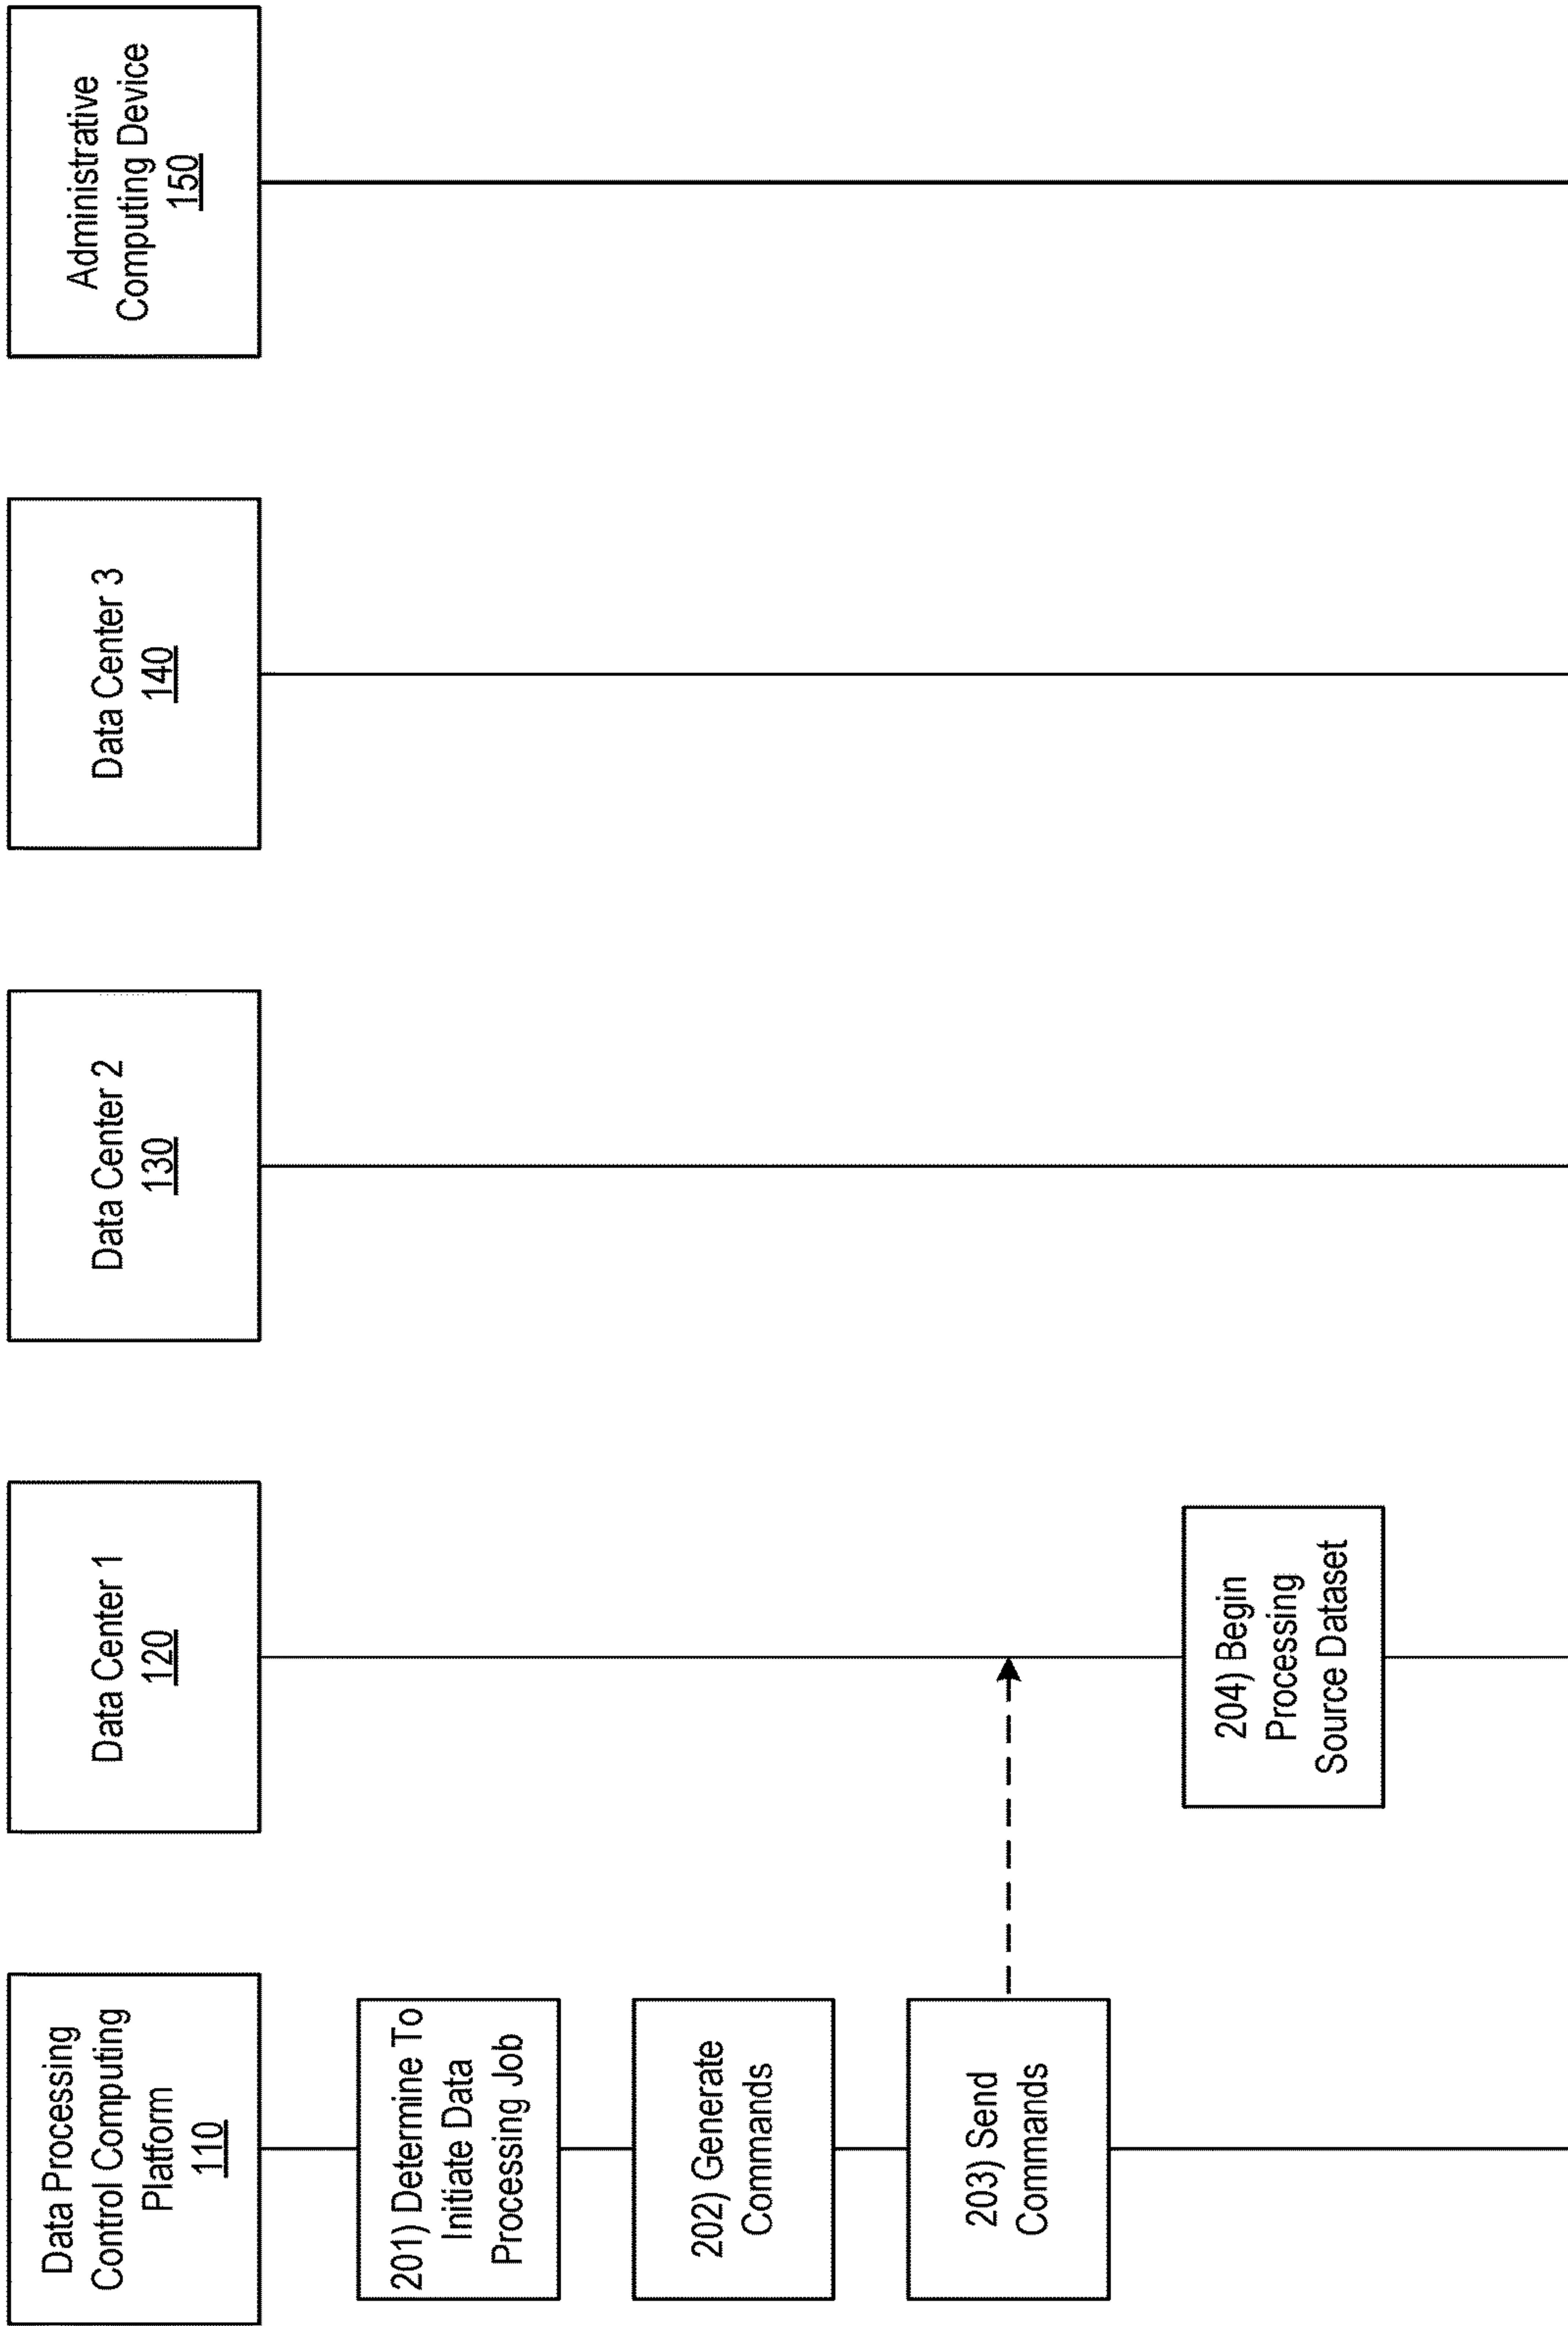 Data Processing
Control Computing
Platform
110
Data Center 1
120
Data Center 2
130
Data Center 3
140
Administrative
Computing Device
150
201) Determine To
Initiate Data
Processing Job
202) Generate
Commands
203) Send
Commands
204) Begin
Processing
Source Dataset